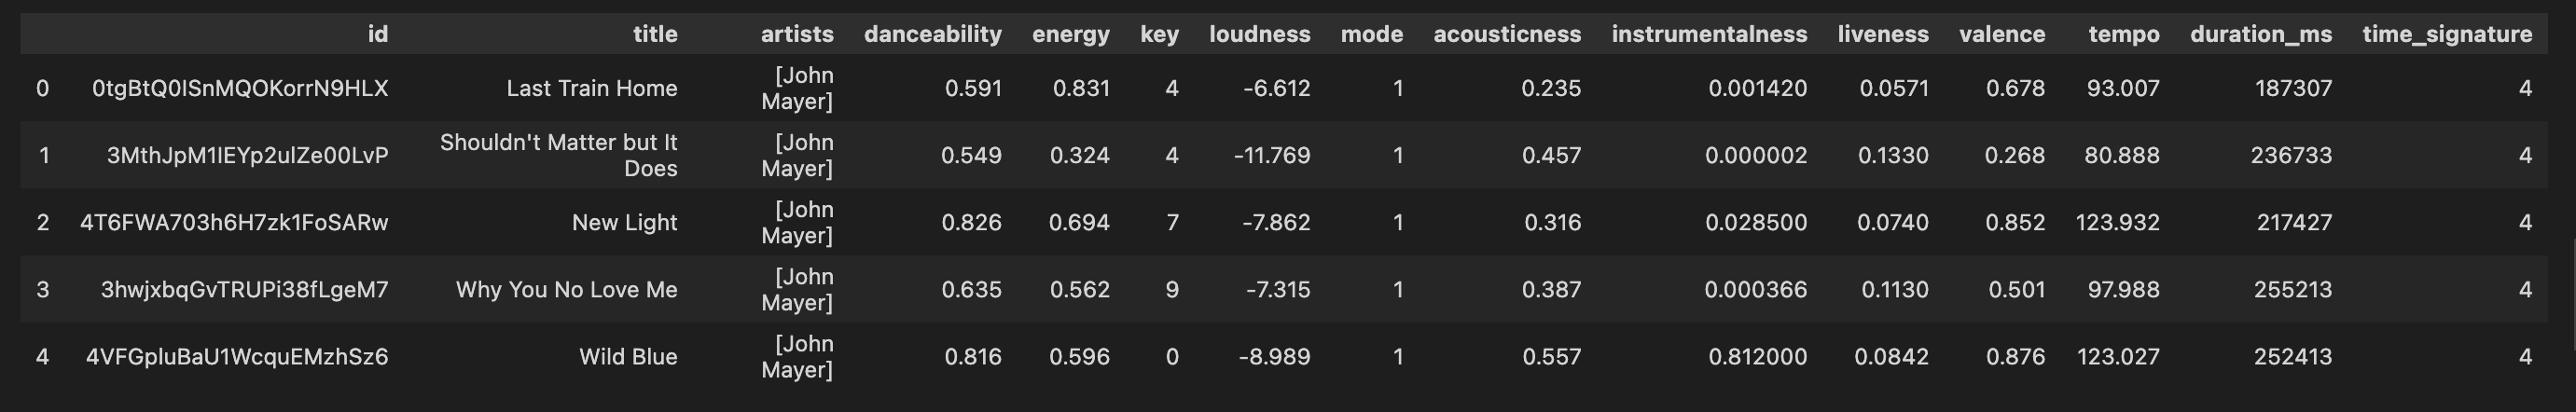 id title artists danceability energy key loudness mode acousticness instrumentalness liveness valence tempo duration_ms time_signature
0 0tgBtQ0ISnMQOKorrN9HLX Last Train Home [John Mayer] 0.591 0.831 4 -6.612 1 0.235 0.001420 0.0571 0.678 93.007 187307 4
1 3MthJpM1IEYp2ulZe00LvP Shouldn't Matter but It Does [John Mayer] 0.549 0.324 4 -11.769 1 0.457 0.000002 0.1330 0.268 80.888 236733 4
2 4T6FWA703h6H7zk1FoSARw New Light [John Mayer] 0.826 0.694 7 -7.862 1 0.316 0.028500 0.0740 0.852 123.932 217427 4
3 3hwjxbqGvTRUPi38fLgeM7 Why You No Love Me [John Mayer] 0.635 0.562 9 -7.315 1 0.387 0.000366 0.1130 0.501 97.988 255213 4
4 4VFGpluBaU1WcquEMzhSz6 Wild Blue [John Mayer] 0.816 0.596 0 -8.989 1 0.557 0.812000 0.0842 0.876 123.027 252413 4